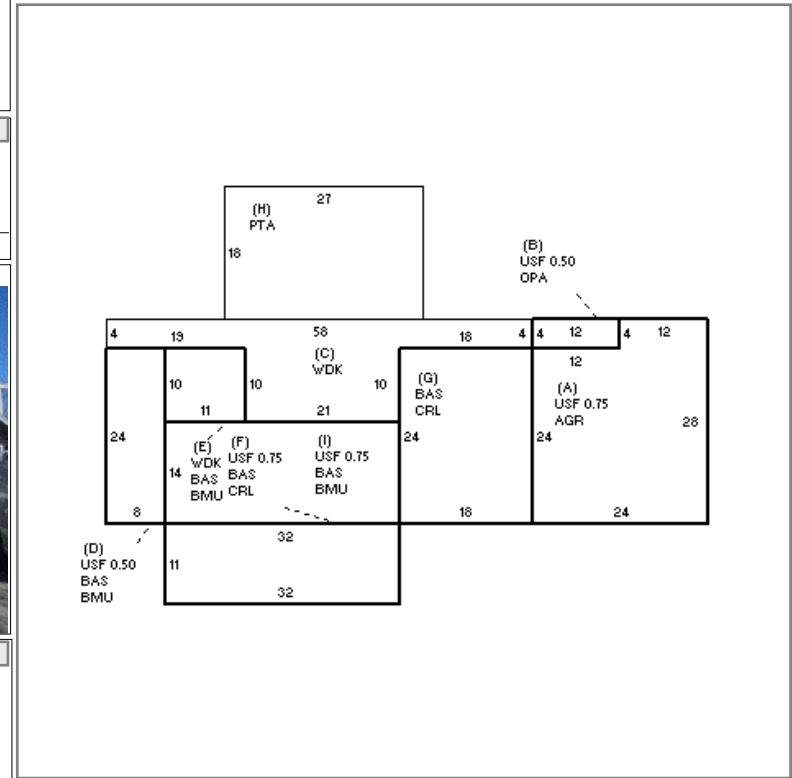 27
(H)
PTA
18
(B)
USF 0.50
OPA
4
19
58
18
4
4
12
4
12
(C)
WDK
12
10
10
10
(G)
BAS
CRL
(A)
USF 0.75
AGR
28
11
21
24
24
24
(E)
WDK
BAS
BMU
(F)
USF 0.75
BAS
CRL
(I)
USF 0.75
BAS
BMU
14
8
18
24
32
(D)
USF 0.50
BAS
BMU
11
32